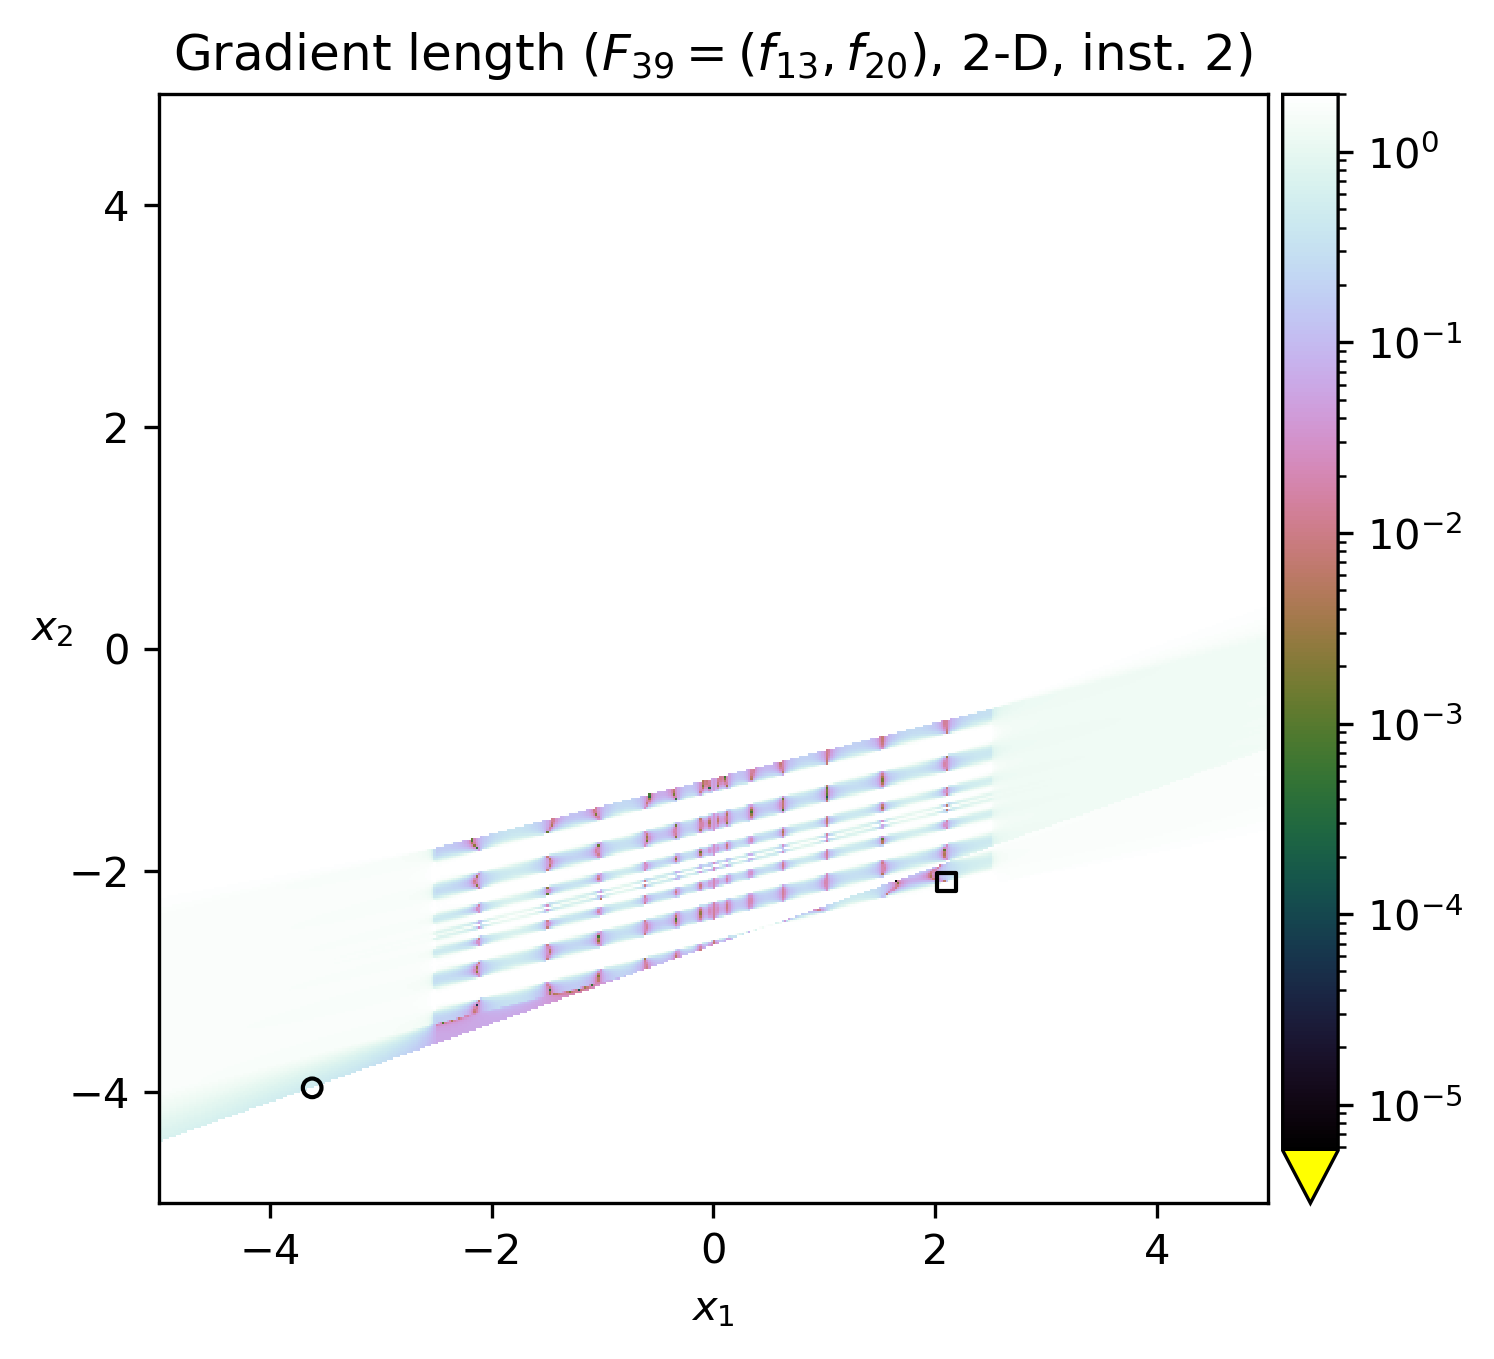 Gradient length (F₃₉ = (f₁₃, f₂₀), 2-D, inst. 2)
4
2
0
−2
−4
x₂
−4 −2 0 2 4
x₁
10⁰
10⁻¹
10⁻²
10⁻³
10⁻⁴
10⁻⁵